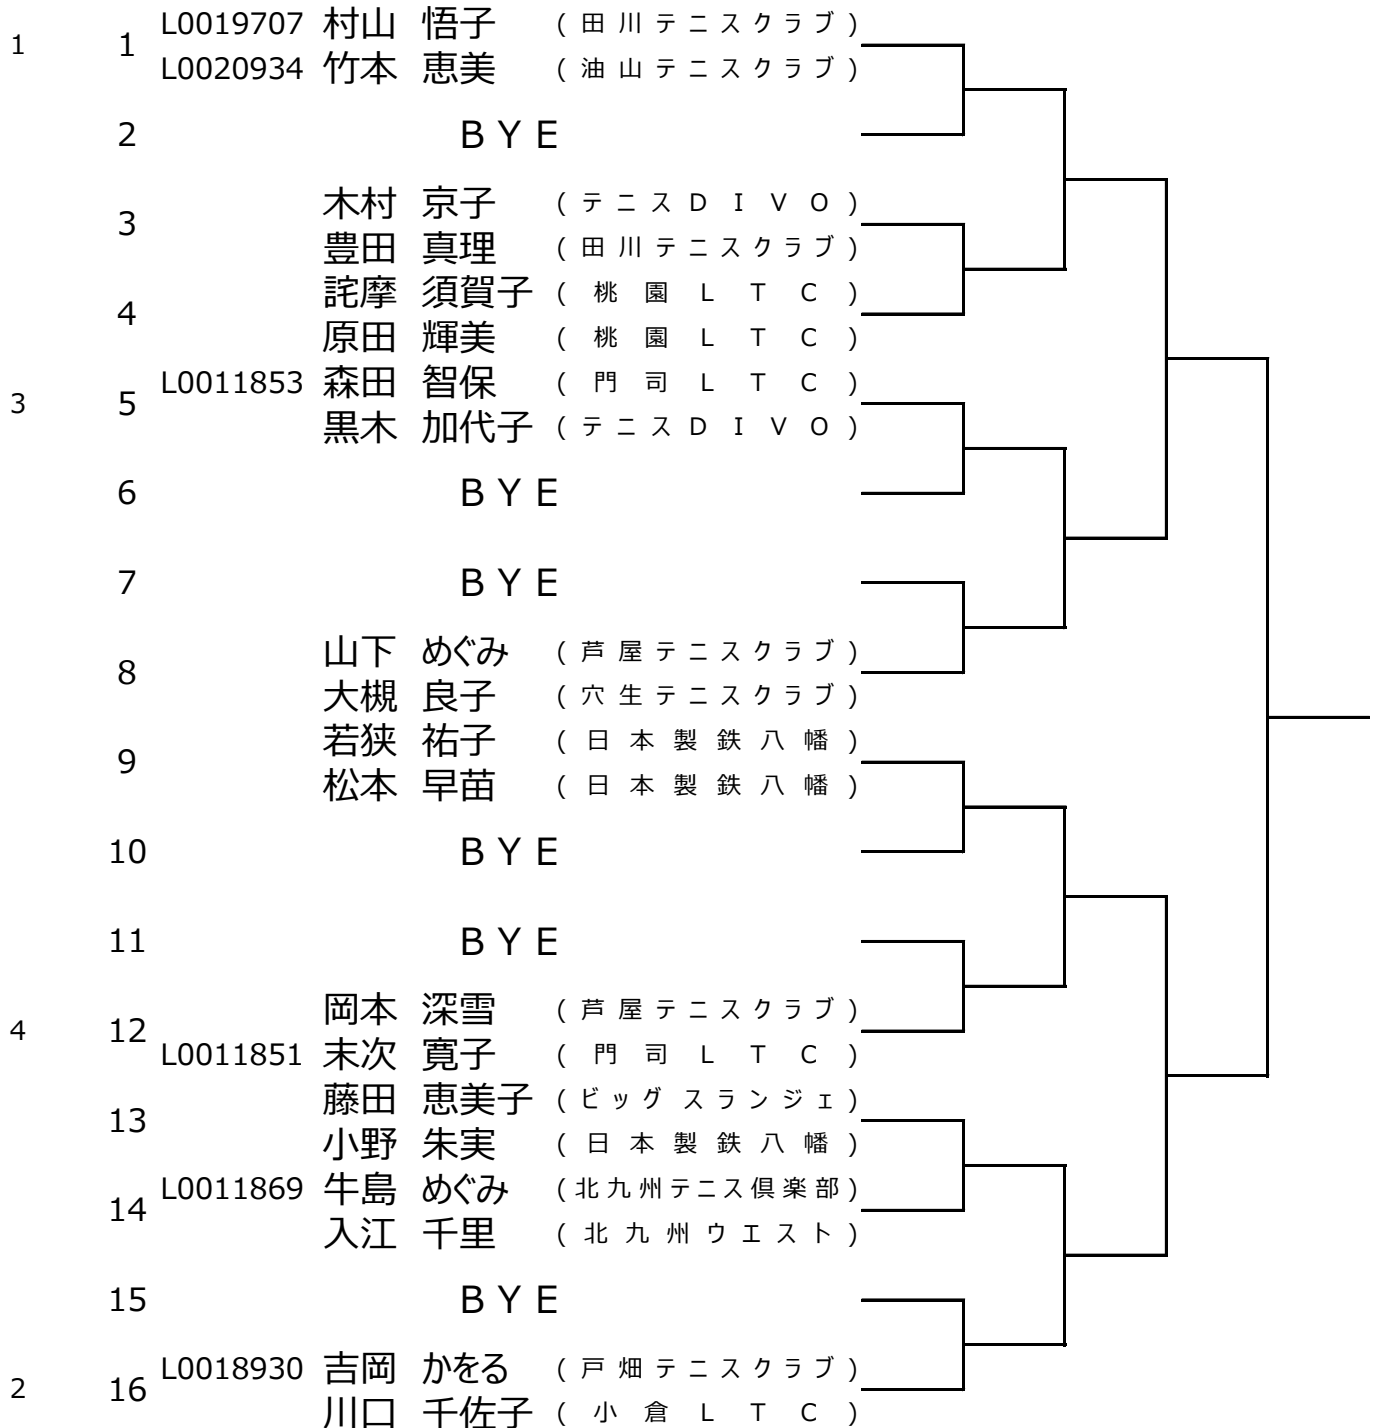 L0019707 村山 悟子 (田川テニスクラブ)
1 1
L0020934 竹本 恵美 (油山テニスクラブ)
2 BYE
木村 京子 (テニスDIVO)
3
豊田 真理 (田川テニスクラブ)
詫摩 須賀子 (桃園LTC)
4
原田 輝美 (桃園LTC)
L0011853 森田 智保 (門司LTC)
3 5
黒木 加代子 (テニスDIVO)
6 BYE
7 BYE
山下 めぐみ (芦屋テニスクラブ)
8
大槻 良子 (穴生テニスクラブ)
若狭 祐子 (日本製鉄八幡)
9
松本 早苗 (日本製鉄八幡)
10 BYE
11 BYE
岡本 深雪 (芦屋テニスクラブ)
4 12
L0011851 末次 寛子 (門司LTC)
藤田 恵美子 (ビッグスランジェ)
13
小野 朱実 (日本製鉄八幡)
L0011869 牛島 めぐみ (北九州テニス倶楽部)
14
入江 千里 (北九州ウエスト)
15 BYE
L0018930 吉岡 かをる (戸畑テニスクラブ)
2 16
川口 千佐子 (小倉LTC)